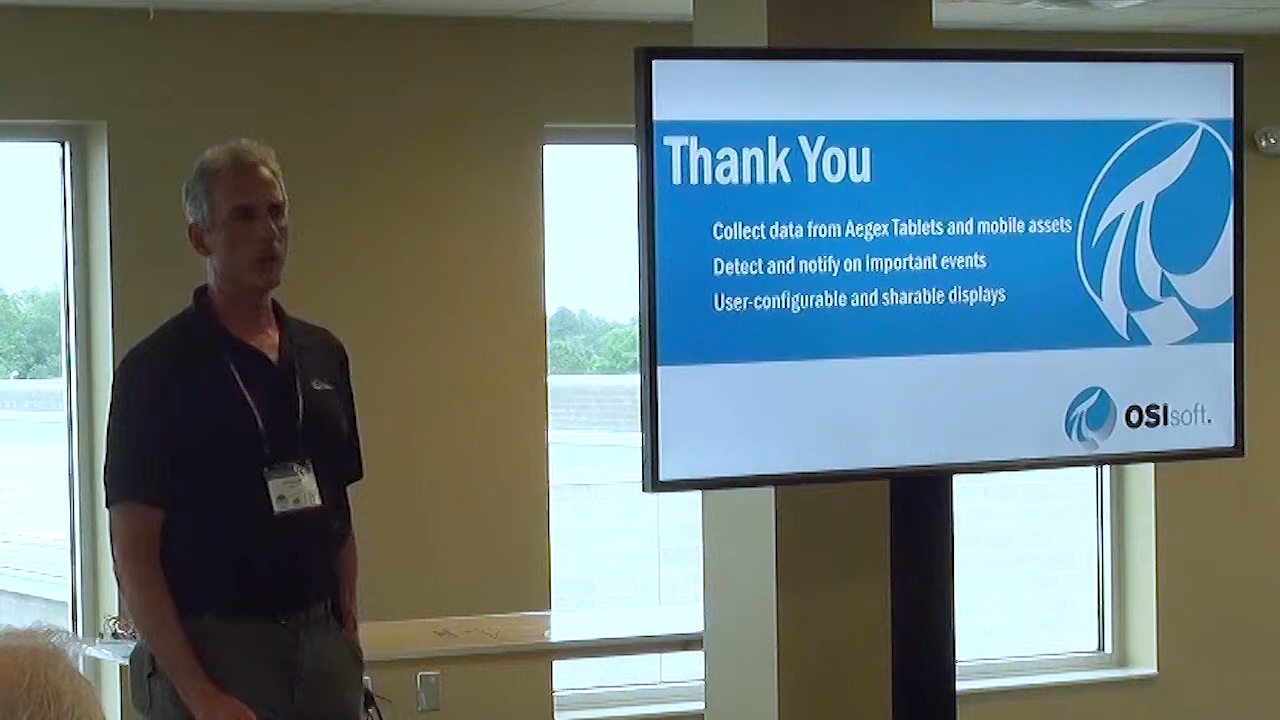 Thank You
Collect data from Aegex Tablets and mobile assets
Detect and notify on important events
User-configurable and sharable displays
OSIsoft.